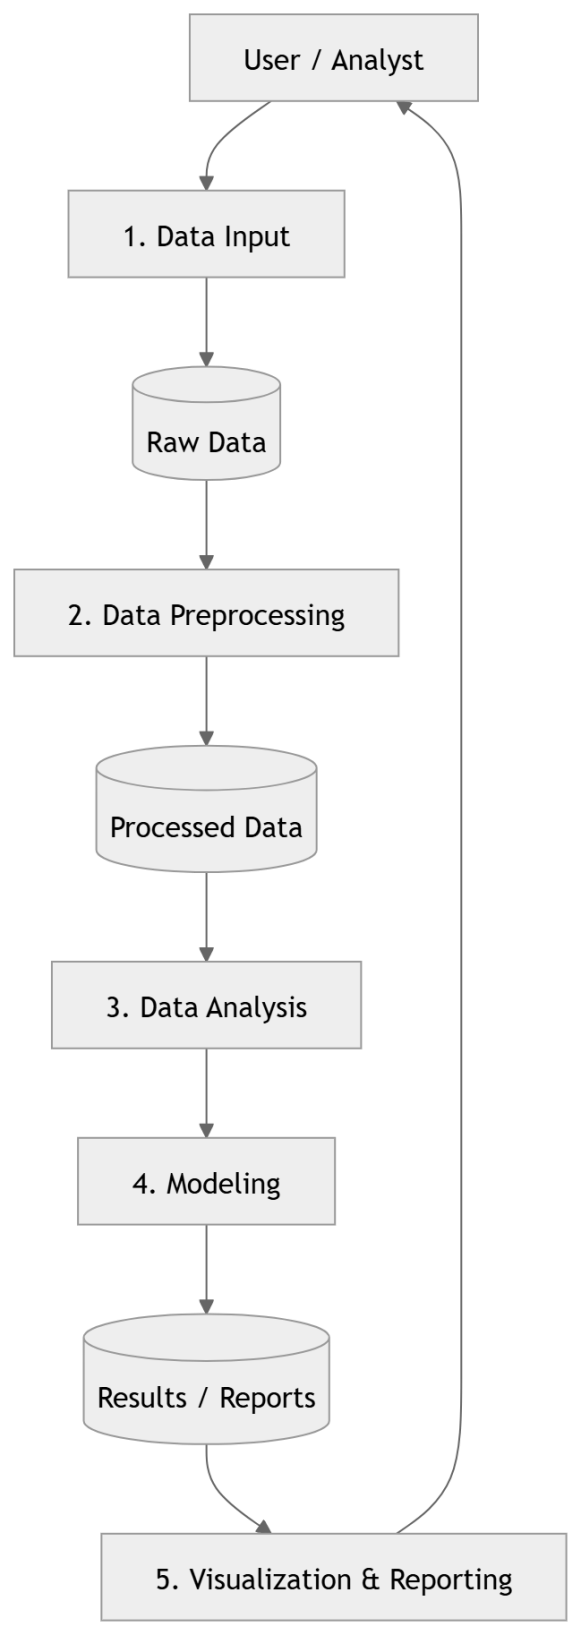 User / Analyst
1. Data Input
Raw Data
2. Data Preprocessing
Processed Data
3. Data Analysis
4. Modeling
Results / Reports
5. Visualization & Reporting